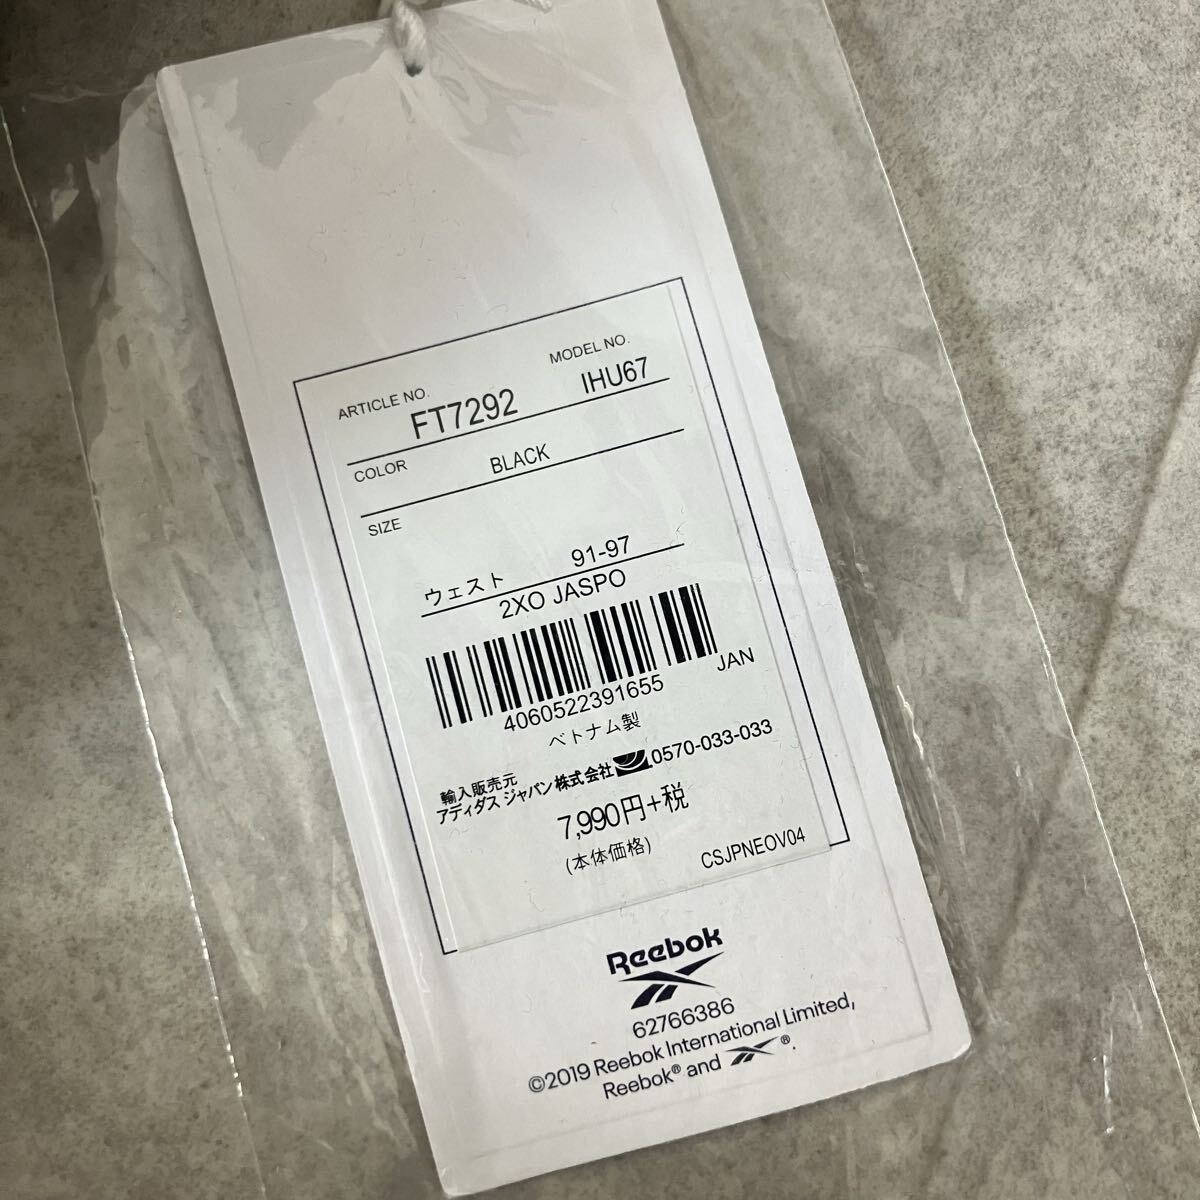 ARTICLE NO. MODEL NO.
FT7292 IHU67
COLOR BLACK
SIZE
ウェスト 91-97
2XO JASPO
4060522391655 JAN
ベトナム製
輸入販売元
アディダス ジャパン株式会社 0570-033-033
7,990円+税
(本体価格)
CSJPNEOV04
Reebok
62766386
©2019 Reebok International Limited,
Reebok® and ®.